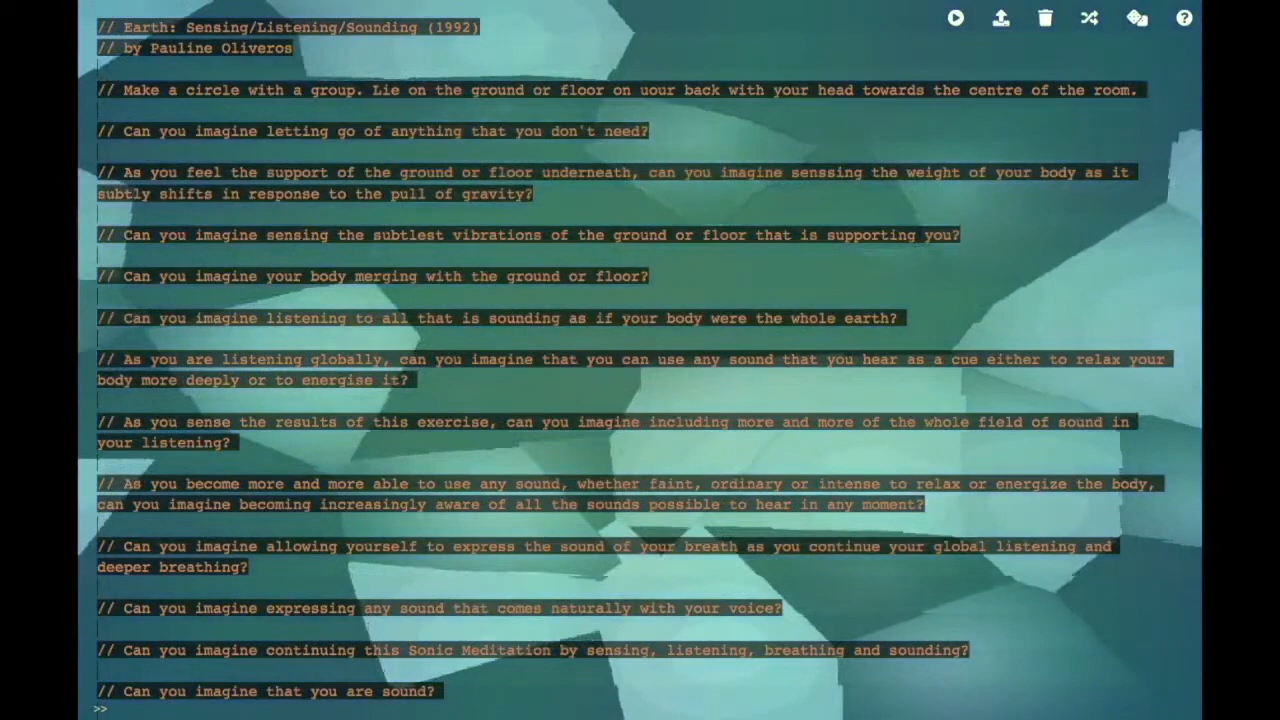 // Earth: Sensing/Listening/Sounding (1992)
// by Pauline Oliveros
// Make a circle with a group. Lie on the ground or floor on uour back with your head towards the centre of the room.
// Can you imagine letting go of anything that you don't need?
// As you feel the support of the ground or floor underneath, can you imagine senssing the weight of your body as it
subtly shifts in response to the pull of gravity?
// Can you imagine sensing the subtlest vibrations of the ground or floor that is supporting you?
// Can you imagine your body merging with the ground or floor?
// Can you imagine listening to all that is sounding as if your body were the whole earth?
// As you are listening globally, can you imagine that you can use any sound that you hear as a cue either to relax your
body more deeply or to energise it?
// As you sense the results of this exercise, can you imagine including more and more of the whole field of sound in
your listening?
// As you become more and more able to use any sound, whether faint, ordinary or intense to relax or energize the body,
can you imagine becoming increasingly aware of all the sounds possible to hear in any moment?
// Can you imagine allowing yourself to express the sound of your breath as you continue your global listening and
deeper breathing?
// Can you imagine expressing any sound that comes naturally with your voice?
// Can you imagine continuing this Sonic Meditation by sensing, listening, breathing and sounding?
// Can you imagine that you are sound?
>>